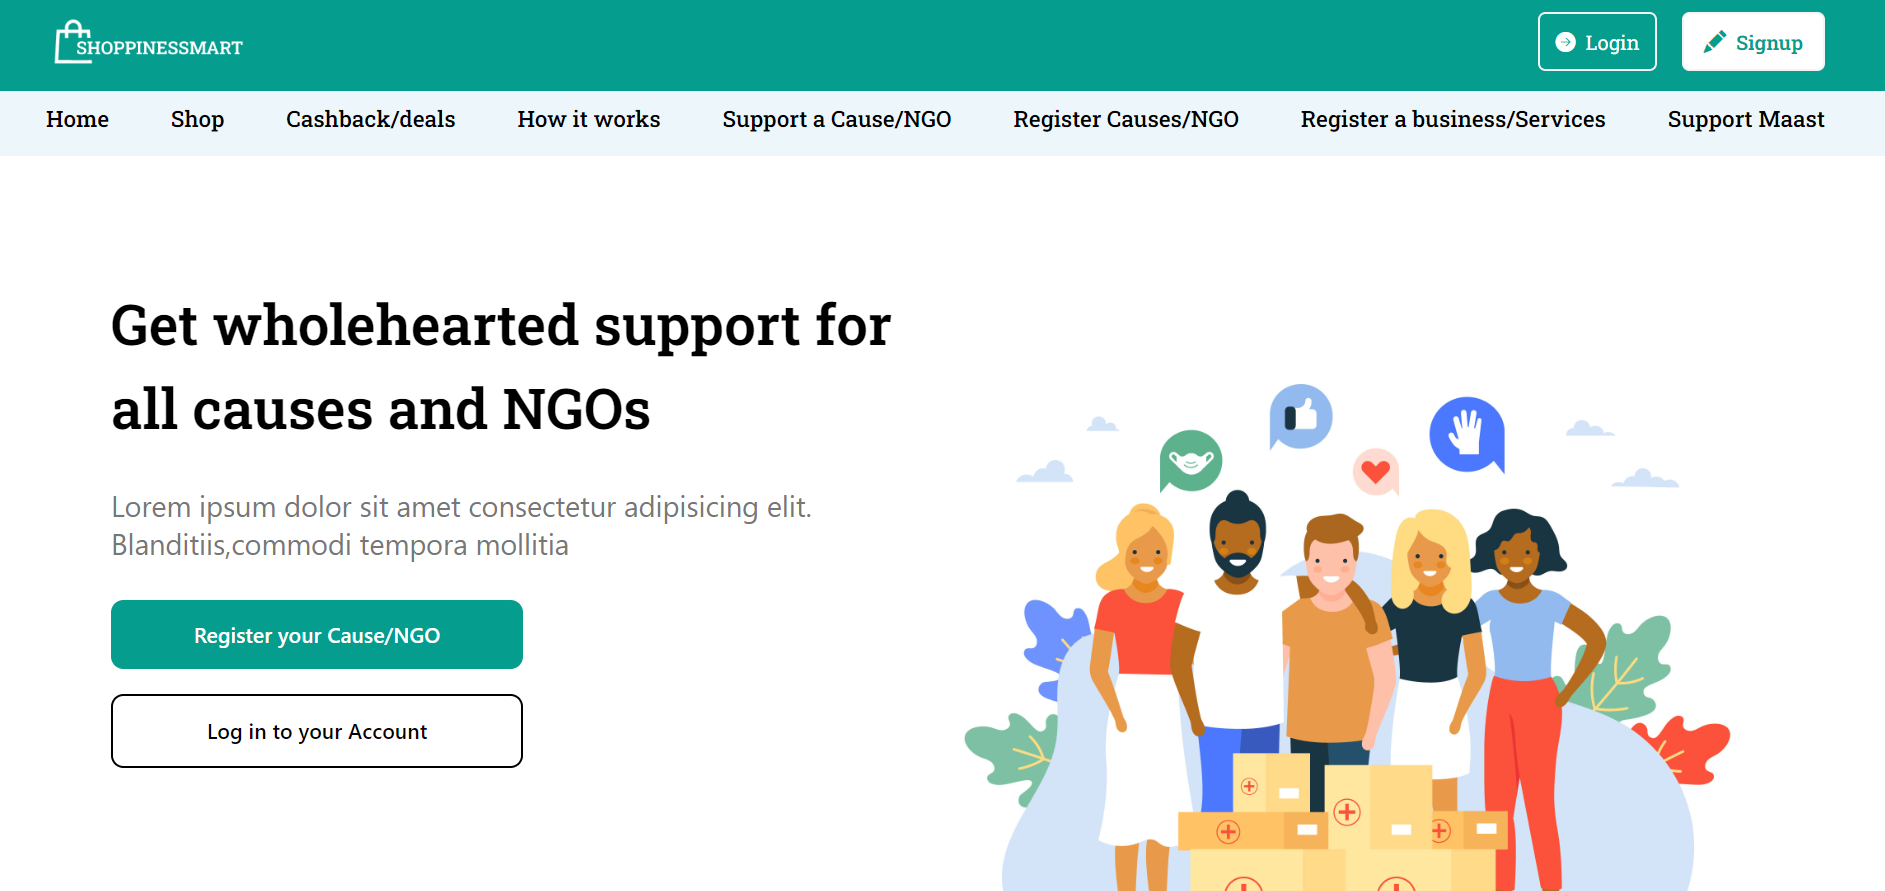 SHOPPINESSMART
Login
Signup
Home
Shop
Cashback/deals
How it works
Support a Cause/NGO
Register Causes/NGO
Register a business/Services
Support Maast
Get wholehearted support for
all causes and NGOs
Lorem ipsum dolor sit amet consectetur adipisicing elit.
Blanditiis,commodi tempora mollitia
Register your Cause/NGO
Log in to your Account